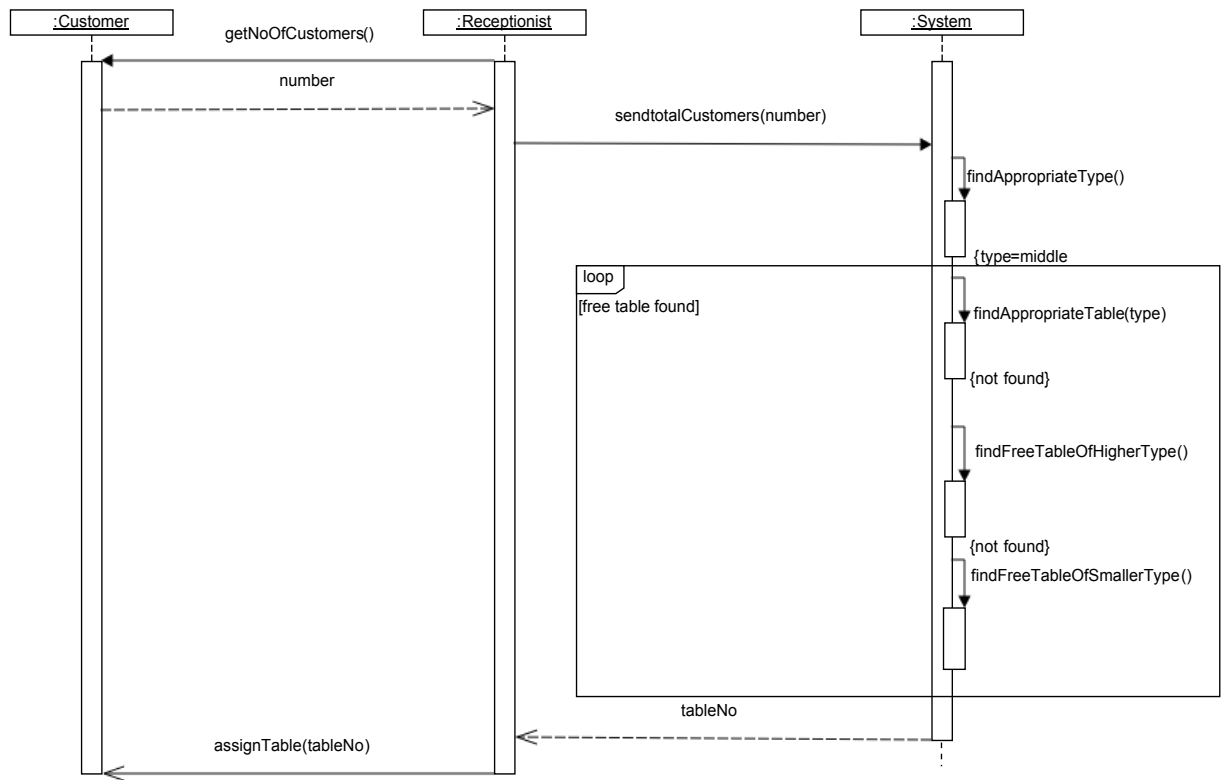 :Customer
:Receptionist
:System
getNoOfCustomers()
number
sendtotalCustomers(number)
findAppropriateType()
{type=middle
loop
[free table found]
findAppropriateTable(type)
{not found}
findFreeTableOfHigherType()
{not found}
findFreeTableOfSmallerType()
tableNo
assignTable(tableNo)